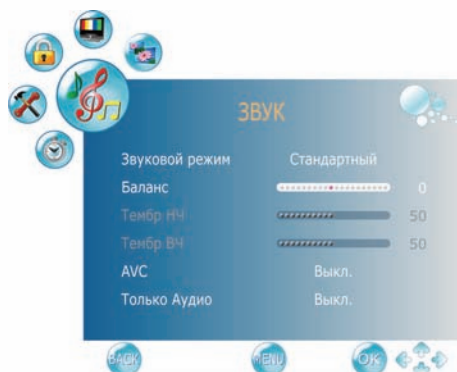 ЗВУК
Звуковой режим Стандартный
Баланс 0
Тембр НЧ 50
Тембр ВЧ 50
AVC Выкл.
Только Аудио Выкл.
BACK MENU OK